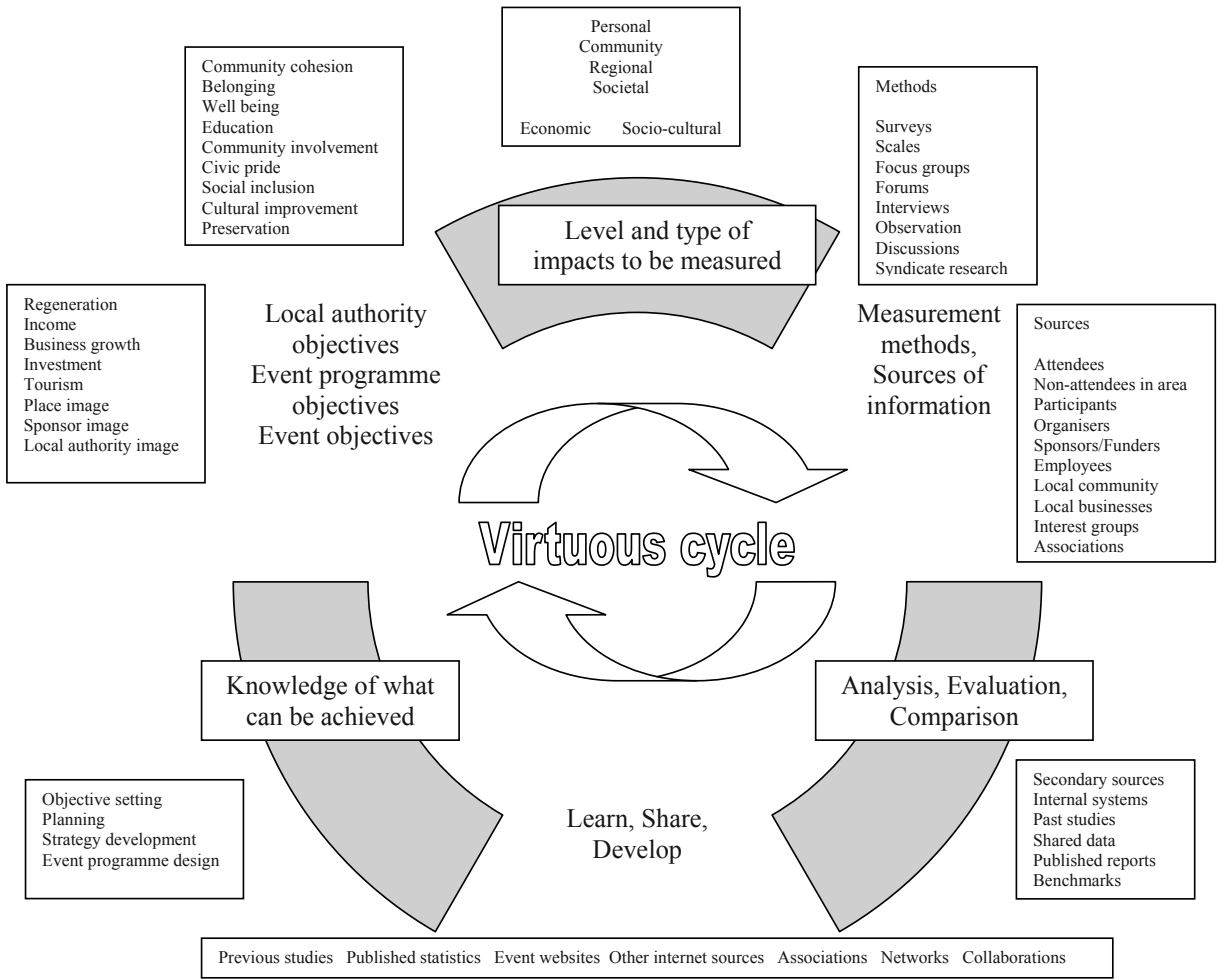 Personal
Community
Regional
Societal
Economic Socio-cultural
Community cohesion
Belonging
Well being
Education
Community involvement
Civic pride
Social inclusion
Cultural improvement
Preservation
Methods
Surveys
Scales
Focus groups
Forums
Interviews
Observation
Discussions
Syndicate research
Level and type of
impacts to be measured
Regeneration
Income
Business growth
Investment
Tourism
Place image
Sponsor image
Local authority image
Local authority
objectives
Event programme
objectives
Event objectives
Measurement
methods,
Sources of
information
Sources
Attendees
Non-attendees in area
Participants
Organisers
Sponsors/Funders
Employees
Local community
Local businesses
Interest groups
Associations
Virtuous cycle
Knowledge of what
can be achieved
Analysis, Evaluation,
Comparison
Objective setting
Planning
Strategy development
Event programme design
Learn, Share,
Develop
Secondary sources
Internal systems
Past studies
Shared data
Published reports
Benchmarks
Previous studies Published statistics Event websites Other internet sources Associations Networks Collaborations